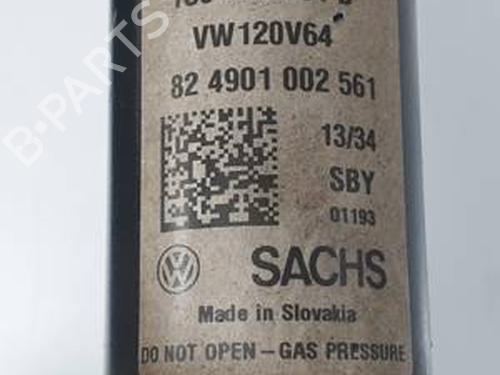 VW120V64
82 4901 002 561
13/34
SBY
01193
SACHS
Made in Slovakia
DO NOT OPEN – GAS PRESSURE
B-PARTS